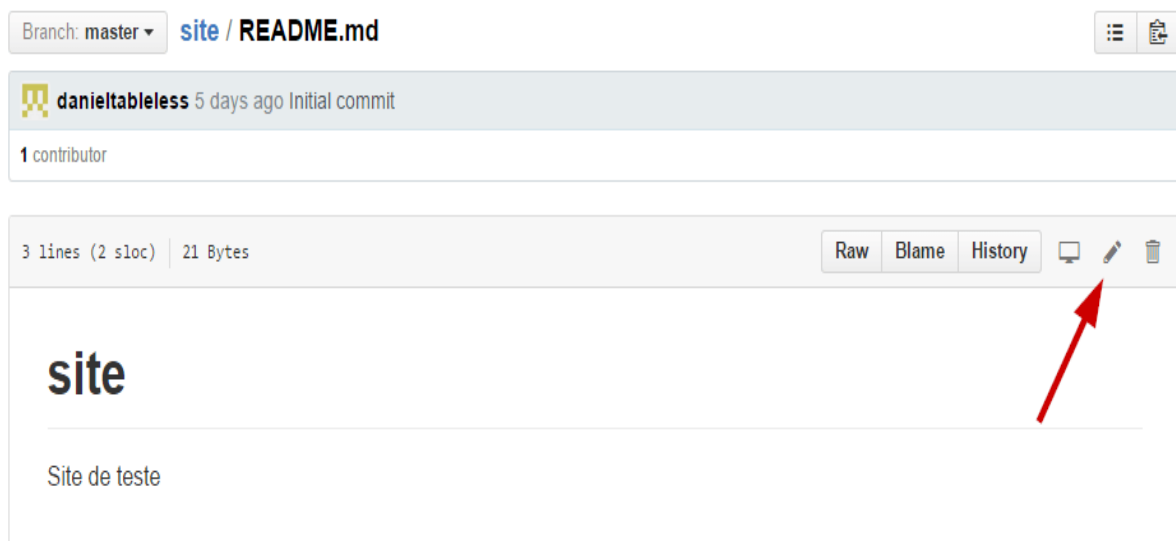 Branch: master site / README.md
danieltableless 5 days ago Initial commit
1 contributor
3 lines (2 sloc) 21 Bytes Raw Blame History
site
Site de teste